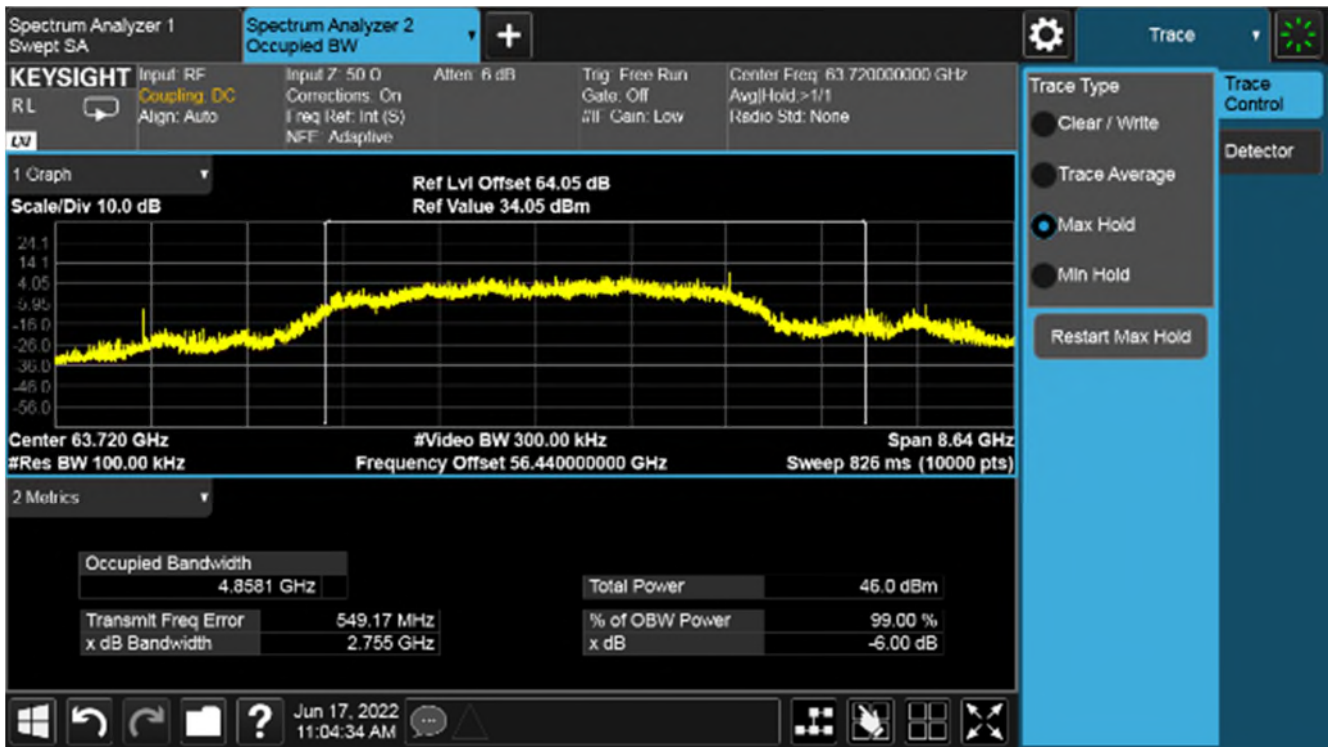 Spectrum Analyzer 1
Swept SA
Spectrum Analyzer 2
Occupied BW
+
Trace
KEYSIGHT
RL
LXI
Input: RF
Coupling: DC
Align: Auto
Input Z: 50 Ω
Corrections: On
Freq Ref: Int (S)
NFE: Adaptive
Atten: 6 dB
Trig: Free Run
Gate: Off
#IF Gain: Low
Center Freq: 63.720000000 GHz
Avg|Hold:>1/1
Radio Std: None
1 Graph
Scale/Div 10.0 dB
Ref Lvl Offset 64.05 dB
Ref Value 34.05 dBm
24.1
14.1
4.05
-5.95
-16.0
-26.0
-36.0
-46.0
-56.0
Center 63.720 GHz
#Video BW 300.00 kHz
Span 8.64 GHz
#Res BW 100.00 kHz
Frequency Offset 56.440000000 GHz
Sweep 826 ms (10000 pts)
2 Metrics
Occupied Bandwidth
4.8581 GHz
Total Power 46.0 dBm
Transmit Freq Error 549.17 MHz
% of OBW Power 99.00 %
x dB Bandwidth 2.755 GHz
x dB -6.00 dB
Trace Type
Clear / Write
Trace Average
Max Hold
Min Hold
Restart Max Hold
Trace
Control
Detector
?
Jun 17, 2022
11:04:34 AM